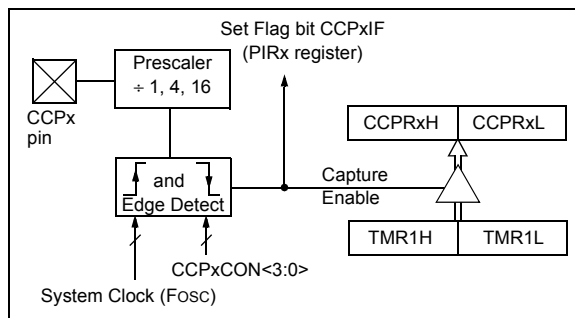 Set Flag bit CCPxIF
(PIRx register)
Prescaler
÷ 1, 4, 16
CCPx
pin
CCPRxH
CCPRxL
and
Edge Detect
Capture
Enable
TMR1H
TMR1L
CCPxCON<3:0>
System Clock (FOSC)